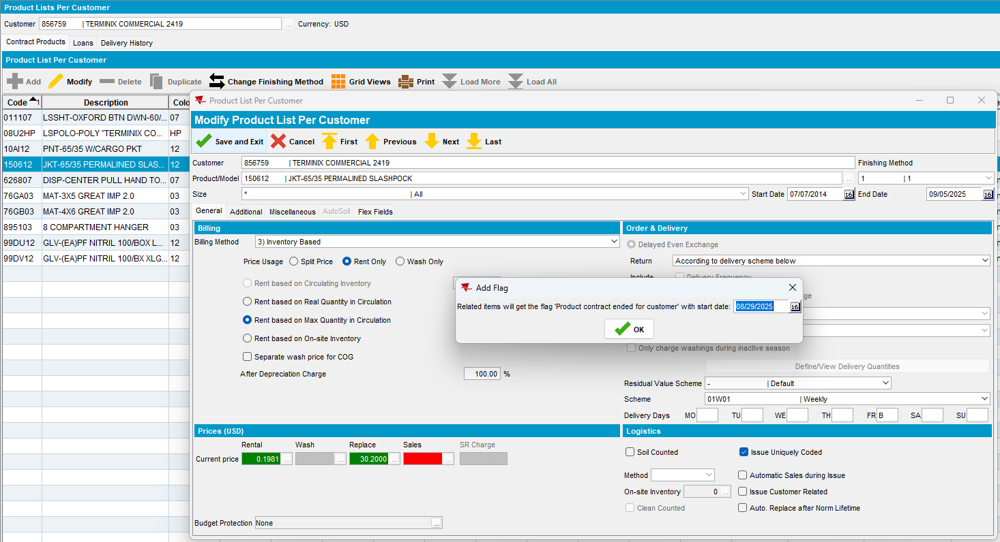 Product Lists Per Customer
Customer 856759 | TERMINIX COMMERCIAL 2419 ... Currency: USD
Contract Products Loans Delivery History
Product List Per Customer
Add Modify Delete Duplicate Change Finishing Method Grid Views Print Load More Load All
Code 1 Description Colo
011107 LSSHT-OXFORD BTN DWN-60/... 07
08U2HP LSPOLO-POLY "TERMINIX CO... HP
10AI12 PNT-65/35 W/CARGO PKT 12
150612 JKT-65/35 PERMALINED SLAS... 12
626807 DISP-CENTER PULL HAND TO... 07
76GA03 MAT-3X5 GREAT IMP 2.0 03
76GB03 MAT-4X6 GREAT IMP 2.0 03
895103 8 COMPARTMENT HANGER 03
99DU12 GLV-(EA)PF NITRIL 100/BOX L... 12
99DV12 GLV-(EA)PF NITRIL 100/BX XLG... 12
Product List Per Customer
Modify Product List Per Customer
Save and Exit Cancel First Previous Next Last
Customer 856759 | TERMINIX COMMERCIAL 2419 Finishing Method
Product/Model 150612 | JKT-65/35 PERMALINED SLASHPOCK ... 1 | 1
Size * | All Start Date 07/07/2014 16 End Date 09/05/2025 16
General Additional Miscellaneous AutoSoil Flex Fields
Billing
Billing Method 3) Inventory Based
Price Usage Split Price Rent Only Wash Only
Rent based on Circulating Inventory
Rent based on Real Quantity in Circulation
Rent based on Max Quantity in Circulation
Rent based on On-site Inventory
Separate wash price for COG
After Depreciation Charge 100.00 %
Order & Delivery
Delayed Even Exchange
Return According to delivery scheme below
Include Delivery Frequency
Add Flag
Related items will get the flag 'Product contract ended for customer' with start date: 08/29/2025 16
OK
Only charge washings during inactive season
Define/View Delivery Quantities
Residual Value Scheme - | Default
Scheme 01W01 | Weekly
Delivery Days MO TU WE TH FR B SA SU
Prices (USD)
Rental Wash Replace Sales SR Charge
Current price 0.1981 ... ... 30.2000 ... ...
Budget Protection None ...
Logistics
Soil Counted Issue Uniquely Coded
Method Automatic Sales during Issue
On-site Inventory 0 ... Issue Customer Related
Clean Counted Auto. Replace after Norm Lifetime